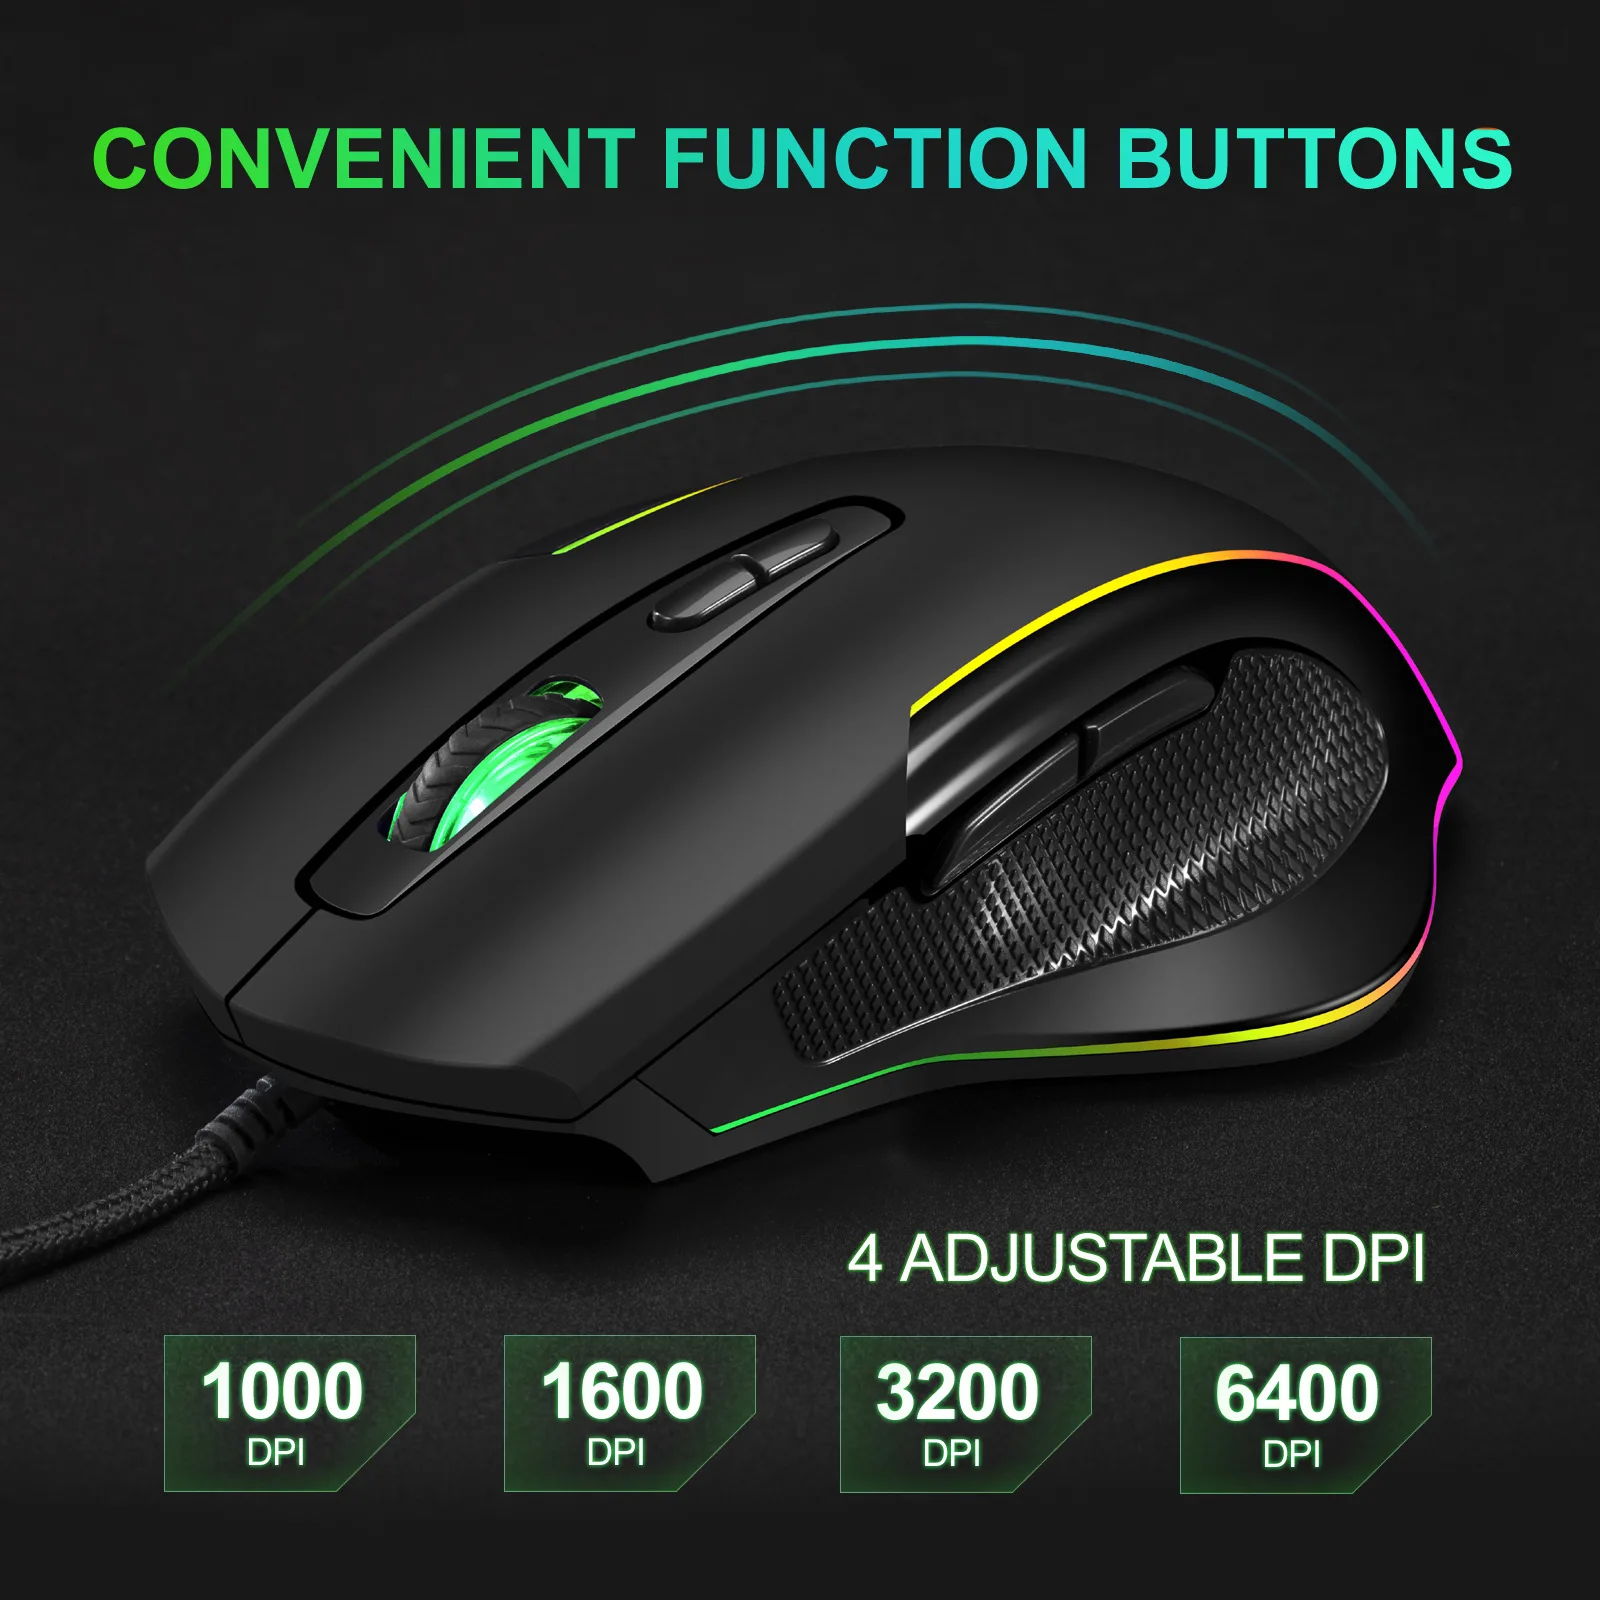 CONVENIENT FUNCTION BUTTONS
4 ADJUSTABLE DPI
1000
DPI
1600
DPI
3200
DPI
6400
DPI